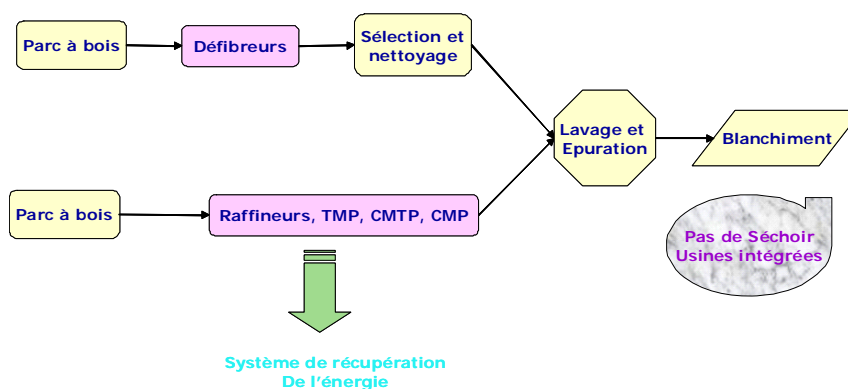 Parc à bois
Défibreurs
Sélection et
nettoyage
Lavage et
Epuration
Blanchiment
Parc à bois
Raffineurs, TMP, CMTP, CMP
Pas de Séchoir
Usines intégrées
Système de récupération
De l'énergie